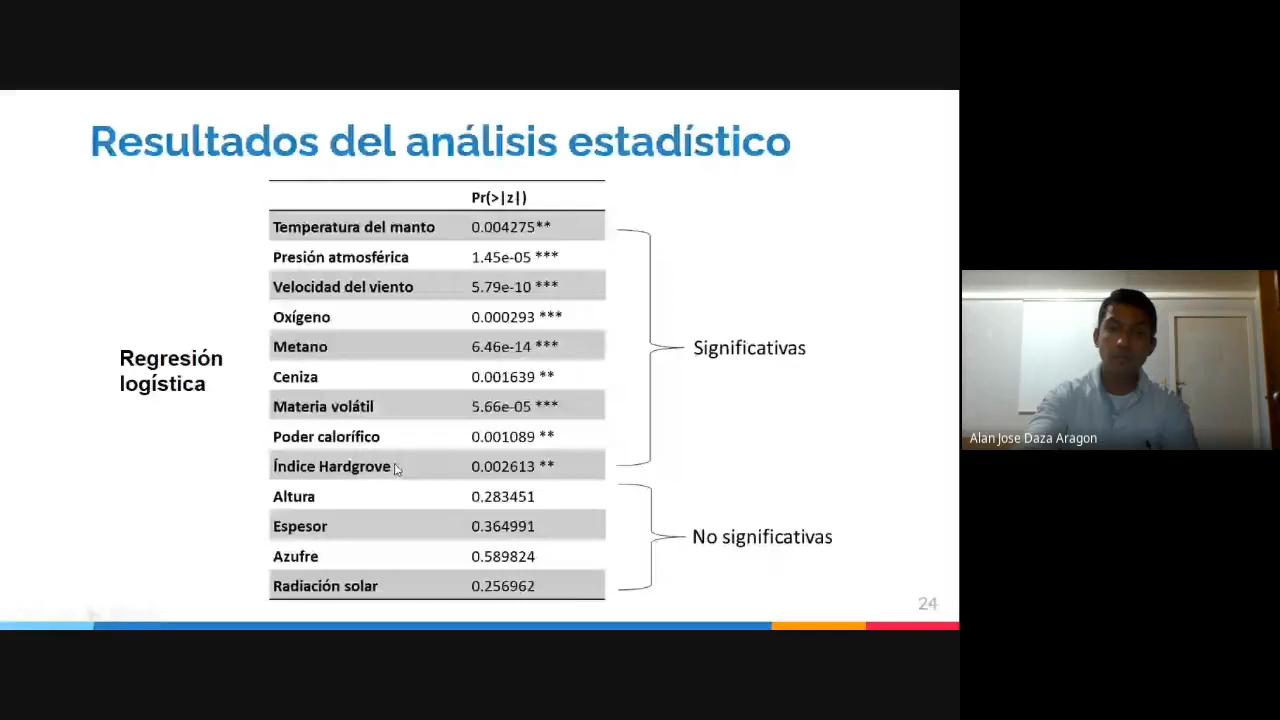 Resultados del análisis estadístico
Pr(>|z|)
Temperatura del manto 0.004275**
Presión atmosférica 1.45e-05 ***
Velocidad del viento 5.79e-10 ***
Oxígeno 0.000293 ***
Metano 6.46e-14 ***
Ceniza 0.001639 **
Materia volátil 5.66e-05 ***
Poder calorífico 0.001089 **
Índice Hardgrove 0.002613 **
Altura 0.283451
Espesor 0.364991
Azufre 0.589824
Radiación solar 0.256962
Regresión
logística
Significativas
No significativas
24
Alan Jose Daza Aragon